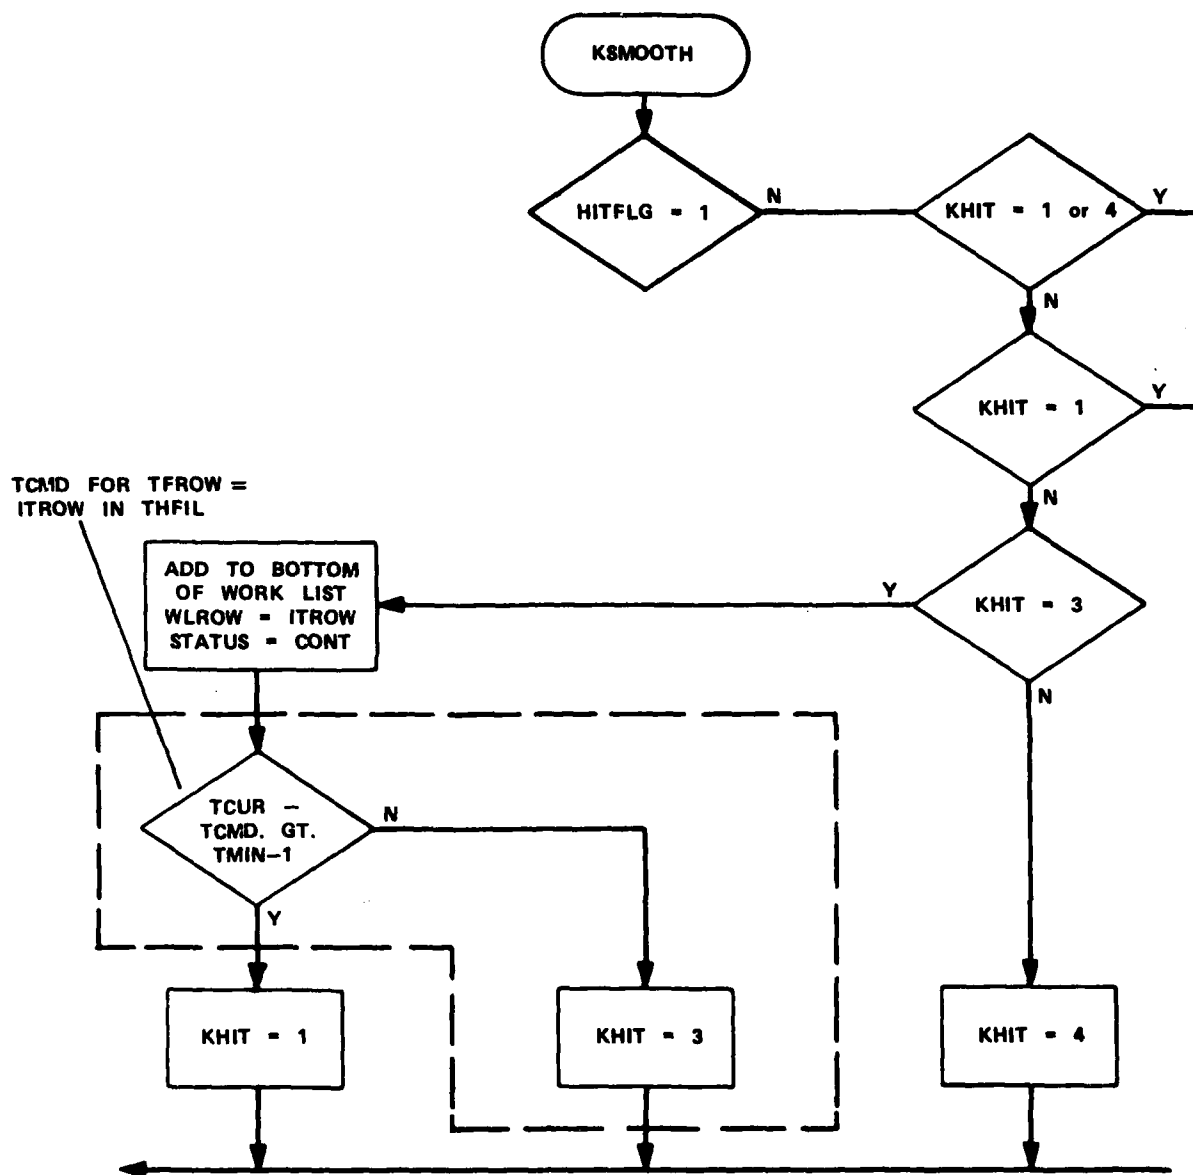 KSMOOTH
HITFLG = 1
N
KHIT = 1 or 4
Y
N
KHIT = 1
Y
N
TCMD FOR TFROW =
ITROW IN THFIL
ADD TO BOTTOM
OF WORK LIST
WLROW = ITROW
STATUS = CONT
Y
KHIT = 3
N
TCUR –
TCMD. GT.
TMIN–1
N
Y
KHIT = 1
KHIT = 3
KHIT = 4